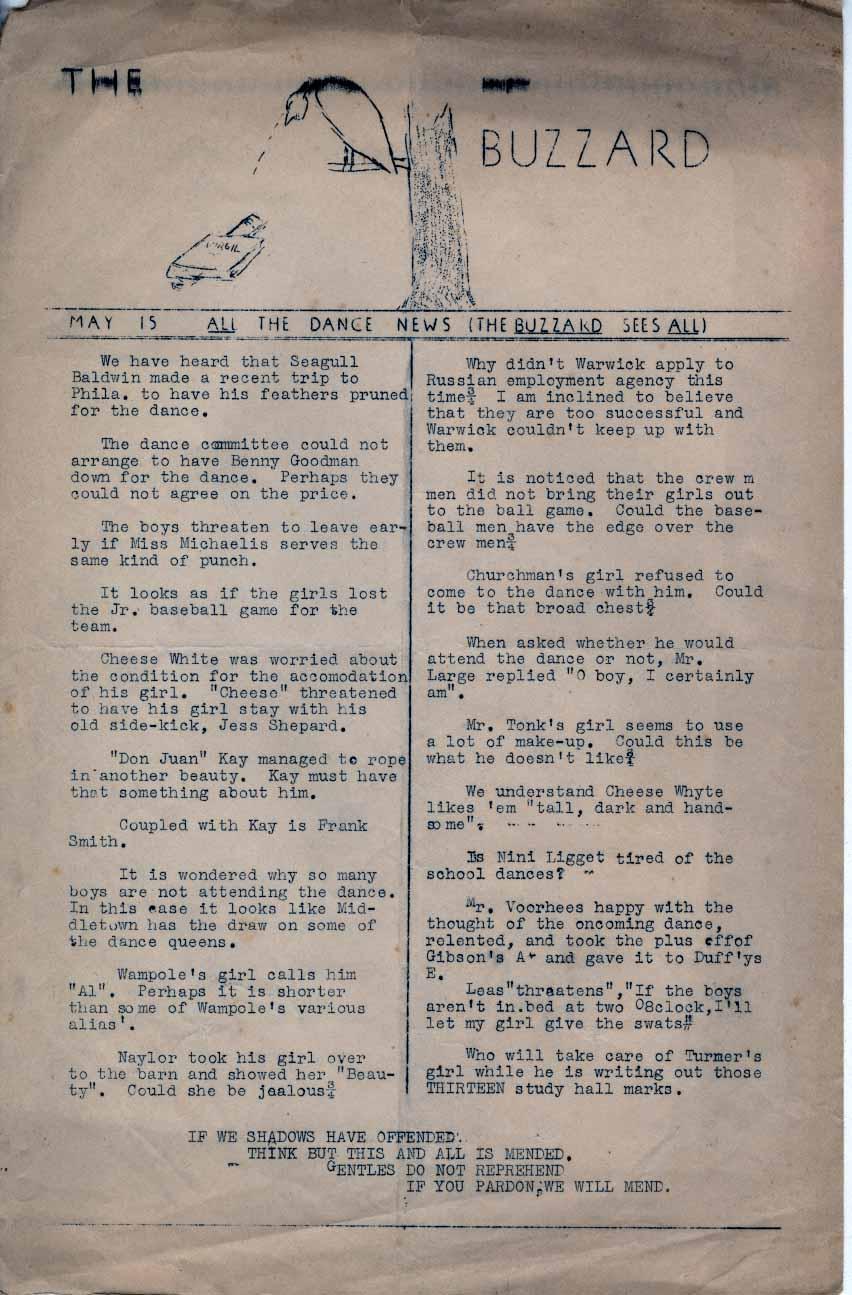 THE
BUZZARD
VIRGIL
MAY 15 ALL THE DANCE NEWS (THE BUZZARD SEES ALL)
We have heard that Seagull
Baldwin made a recent trip to
Phila. to have his feathers pruned
for the dance.
The dance committee could not
arrange to have Benny Goodman
down for the dance. Perhaps they
could not agree on the price.
The boys threaten to leave ear-
ly if Miss Michaelis serves the
same kind of punch.
It looks as if the girls lost
the Jr. baseball game for the
team.
Cheese White was worried about
the condition for the accomodation
of his girl. "Cheese" threatened
to have his girl stay with his
old side-kick, Jess Shepard.
"Don Juan" Kay managed to rope
in another beauty. Kay must have
that something about him.
Coupled with Kay is Frank
Smith.
It is wondered why so many
boys are not attending the dance.
In this case it looks like Mid-
dletown has the draw on some of
the dance queens.
Wampole's girl calls him
"Al". Perhaps it is shorter
than some of Wampole's various
alias'.
Naylor took his girl over
to the barn and showed her "Beau-
ty". Could she be jealous¾
Why didn't Warwick apply to
Russian employment agency this
time¾ I am inclined to believe
that they are too successful and
Warwick couldn't keep up with
them.
It is noticed that the crew m
men did not bring their girls out
to the ball game. Could the base-
ball men have the edge over the
crew men¾
Churchman's girl refused to
come to the dance with him. Could
it be that broad chest?
When asked whether he would
attend the dance or not, Mr.
Large replied "O boy, I certainly
am".
Mr. Tonk's girl seems to use
a lot of make-up. Could this be
what he doesn't like?
We understand Cheese Whyte
likes 'em "tall, dark and hand-
some".
Is Nini Ligget tired of the
school dances?
Mr. Voorhees happy with the
thought of the oncoming dance,
relented, and took the plus effof
Gibson's A+ and gave it to Duff'ys
E.
Leas"threatens","If the boys
aren't in.bed at two O8clock,I'll
let my girl give the swats"
Who will take care of Turmer's
girl while he is writing out those
THIRTEEN study hall marks.
IF WE SHADOWS HAVE OFFENDED'.
THINK BUT THIS AND ALL IS MENDED.
GENTLES DO NOT REPREHEND
IF YOU PARDON, WE WILL MEND.